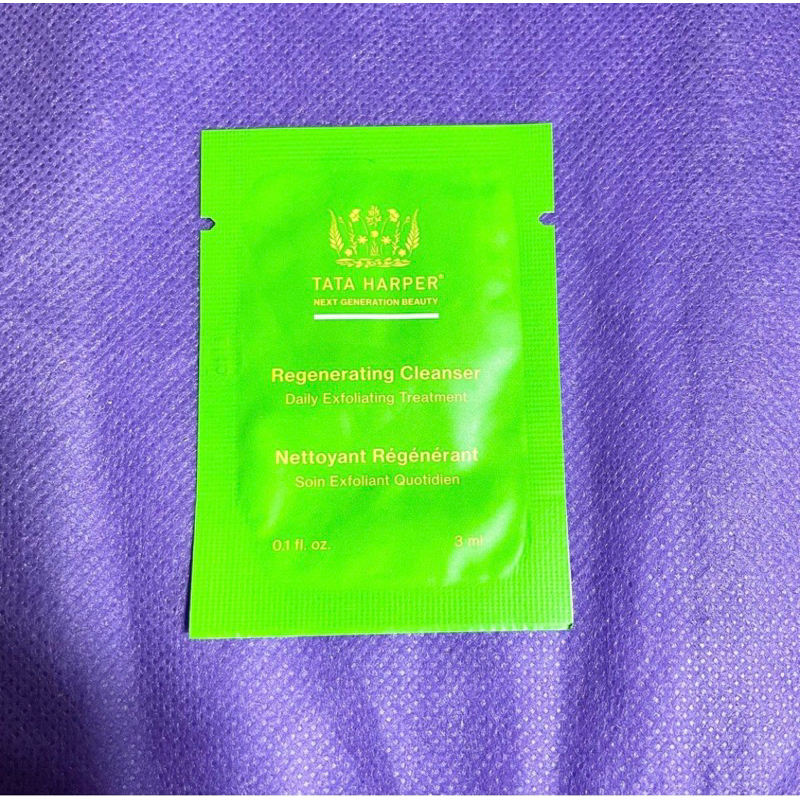 TATA HARPER®
NEXT GENERATION BEAUTY
Regenerating Cleanser
Daily Exfoliating Treatment
Nettoyant Régénérant
Soin Exfoliant Quotidien
0.1 fl. oz. 3 ml